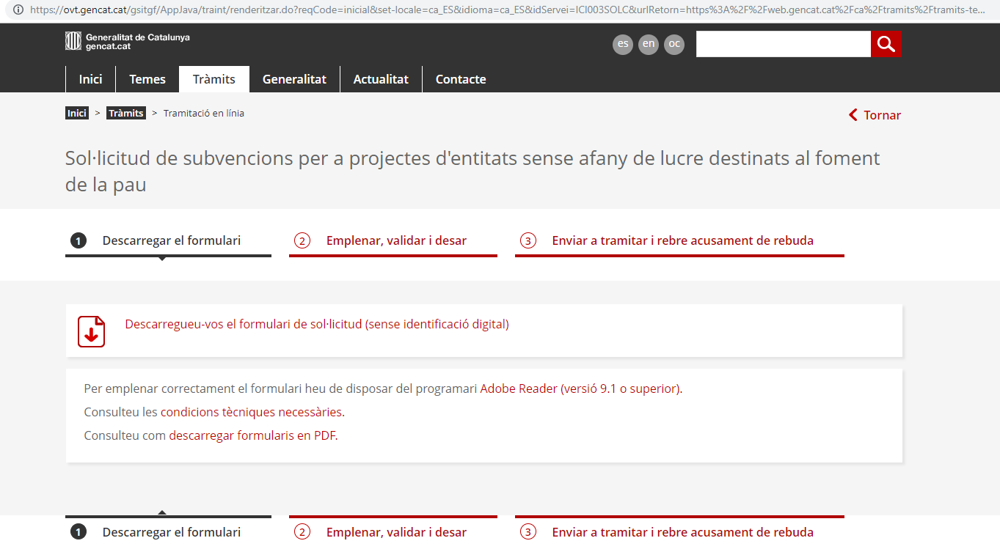 https://ovt.gencat.cat/gsitgf/AppJava/traint/renderitzar.do?reqCode=inicial&set-locale=ca_ES&idioma=ca_ES&idServei=ICI003SOLC&urlRetorn=https%3A%2F%2Fweb.gencat.cat%2Fca%2Ftramits%2Ftramits-te...
Generalitat de Catalunya
gencat.cat
es en oc
Inici Temes Tràmits Generalitat Actualitat Contacte
Inici > Tràmits > Tramitació en línia
Tornar
Sol·licitud de subvencions per a projectes d'entitats sense afany de lucre destinats al foment
de la pau
1 Descarregar el formulari 2 Emplenar, validar i desar 3 Enviar a tramitar i rebre acusament de rebuda
Descarregueu-vos el formulari de sol·licitud (sense identificació digital)
Per emplenar correctament el formulari heu de disposar del programari Adobe Reader (versió 9.1 o superior).
Consulteu les condicions tècniques necessàries.
Consulteu com descarregar formularis en PDF.
1 Descarregar el formulari 2 Emplenar, validar i desar 3 Enviar a tramitar i rebre acusament de rebuda